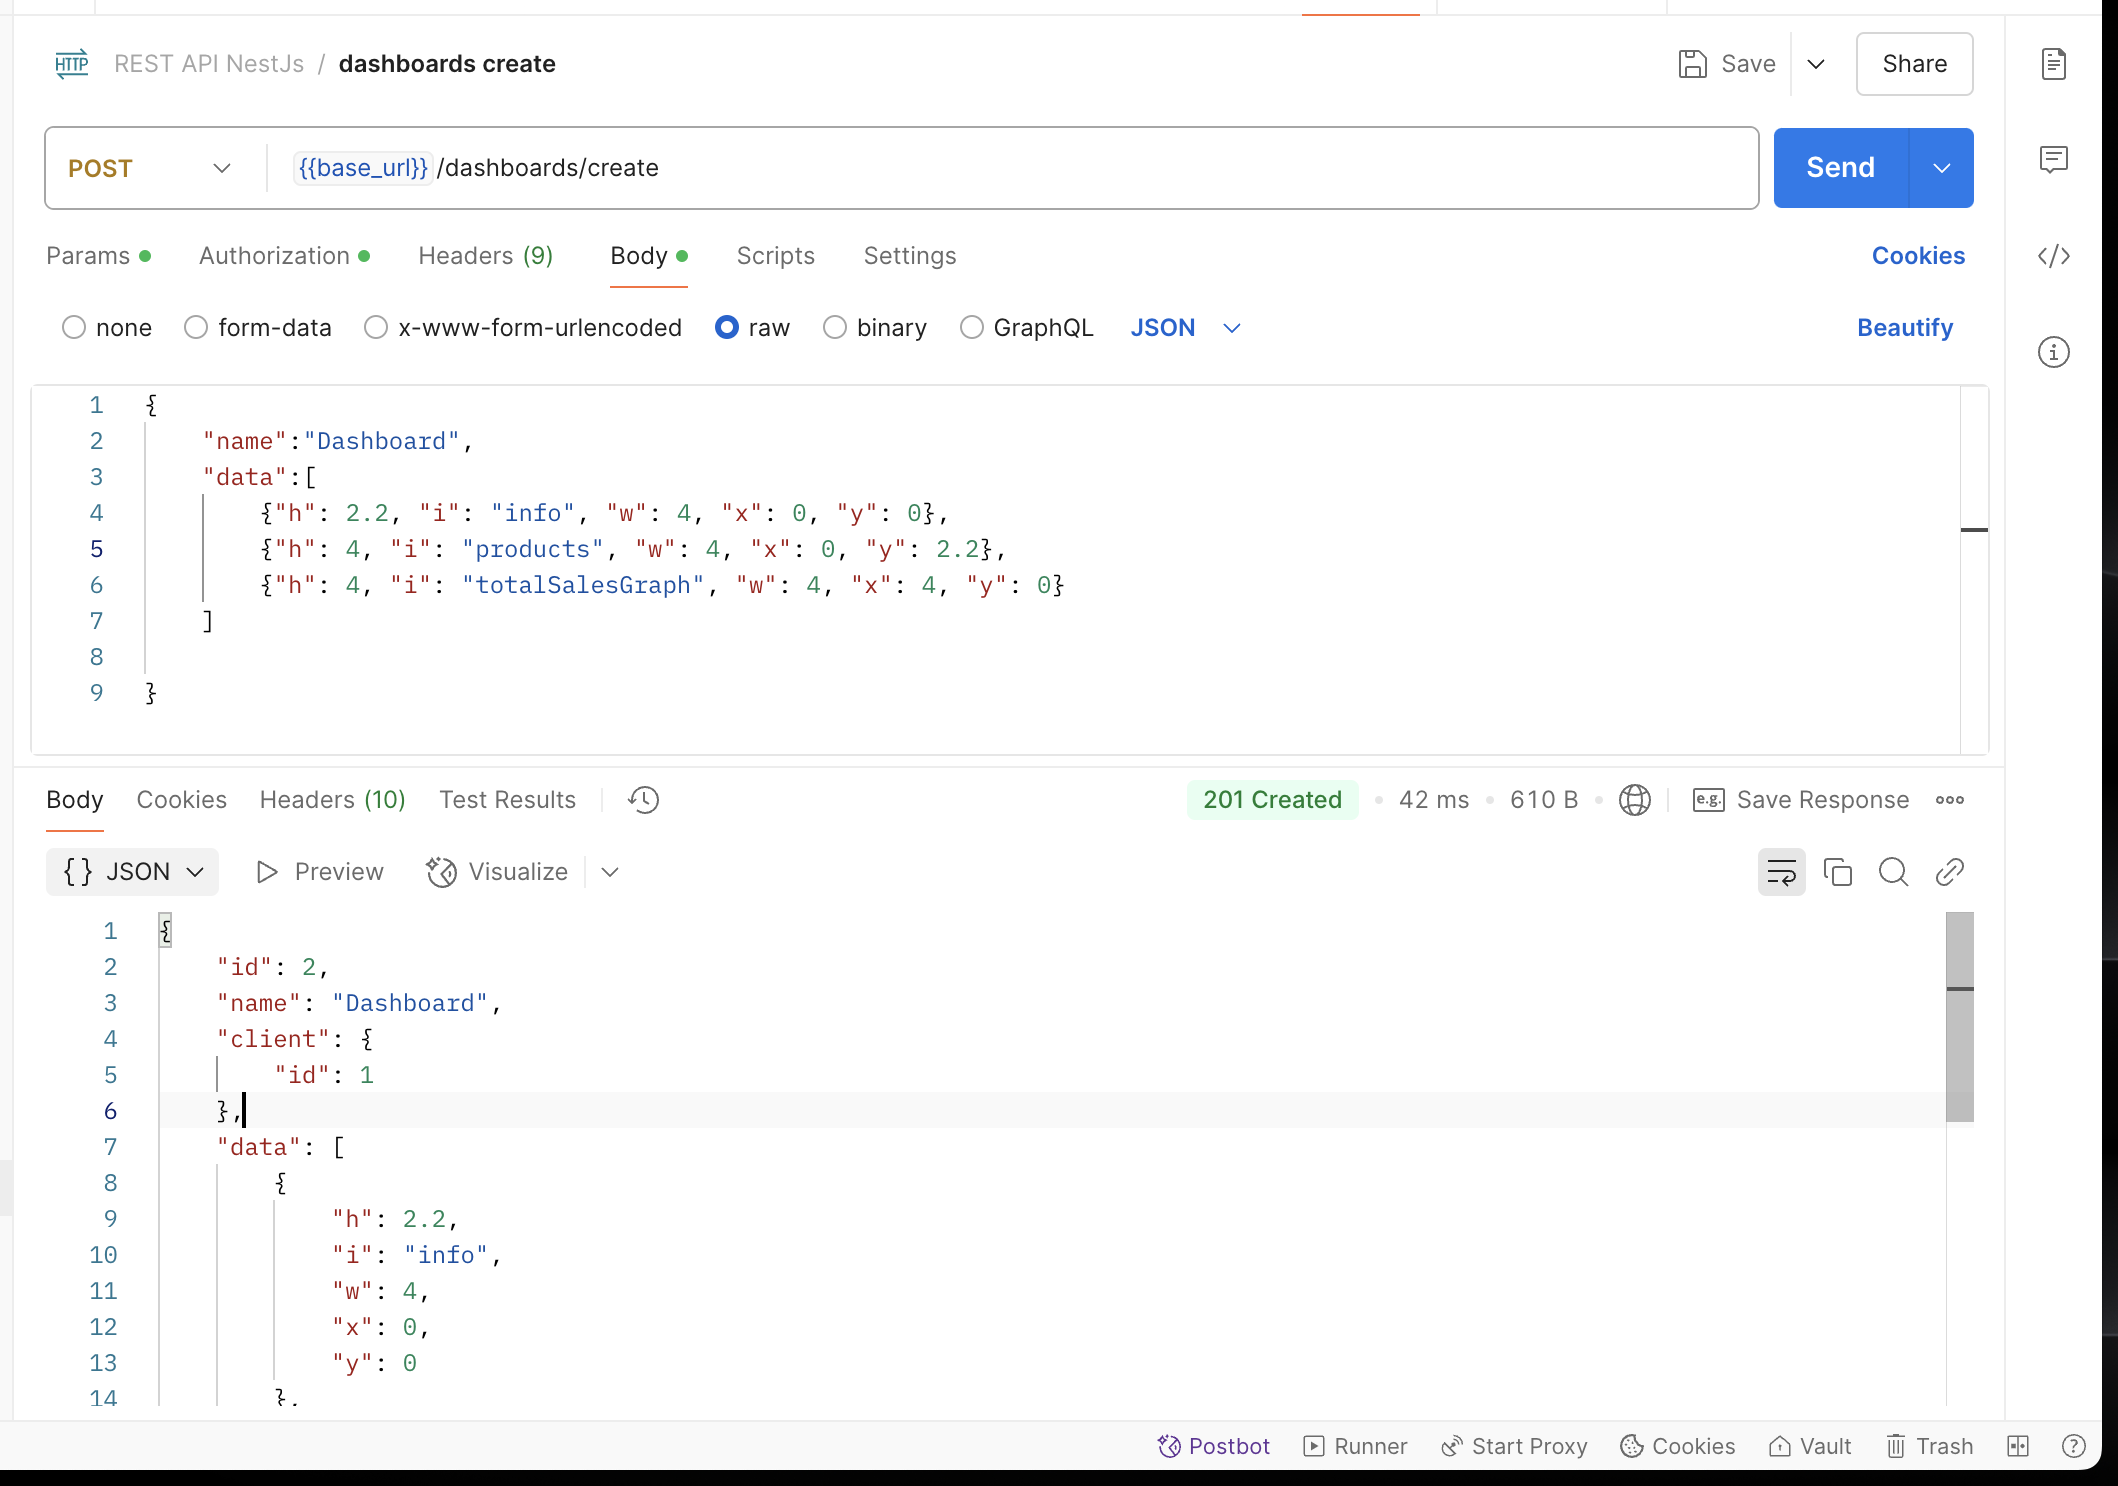 HTTP REST API NestJs / dashboards create Save Share
POST {{base_url}}/dashboards/create Send
Params Authorization Headers (9) Body Scripts Settings Cookies
none form-data x-www-form-urlencoded raw binary GraphQL JSON Beautify
1 {
2 "name":"Dashboard",
3 "data":[
4 {"h": 2.2, "i": "info", "w": 4, "x": 0, "y": 0},
5 {"h": 4, "i": "products", "w": 4, "x": 0, "y": 2.2},
6 {"h": 4, "i": "totalSalesGraph", "w": 4, "x": 4, "y": 0}
7 ]
8
9 }
Body Cookies Headers (10) Test Results 201 Created • 42 ms • 610 B • e.g. Save Response
{} JSON Preview Visualize
1 {
2 "id": 2,
3 "name": "Dashboard",
4 "client": {
5 "id": 1
6 },
7 "data": [
8 {
9 "h": 2.2,
10 "i": "info",
11 "w": 4,
12 "x": 0,
13 "y": 0
14 },
Postbot Runner Start Proxy Cookies Vault Trash